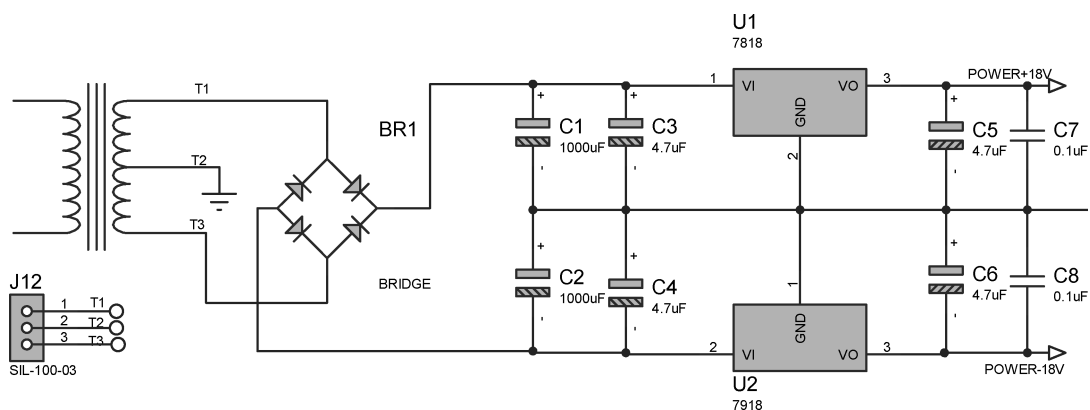 U1
7818
T1
1
VI
VO
3
POWER+18V
GND
2
BR1
+
C1
1000uF
-
+
C3
4.7uF
-
+
C5
4.7uF
-
C7
0.1uF
T2
T3
BRIDGE
+
C2
1000uF
-
+
C4
4.7uF
-
+
C6
4.7uF
-
C8
0.1uF
1
GND
2
VI
VO
3
POWER-18V
U2
7918
J12
1
T1
2
T2
3
T3
SIL-100-03